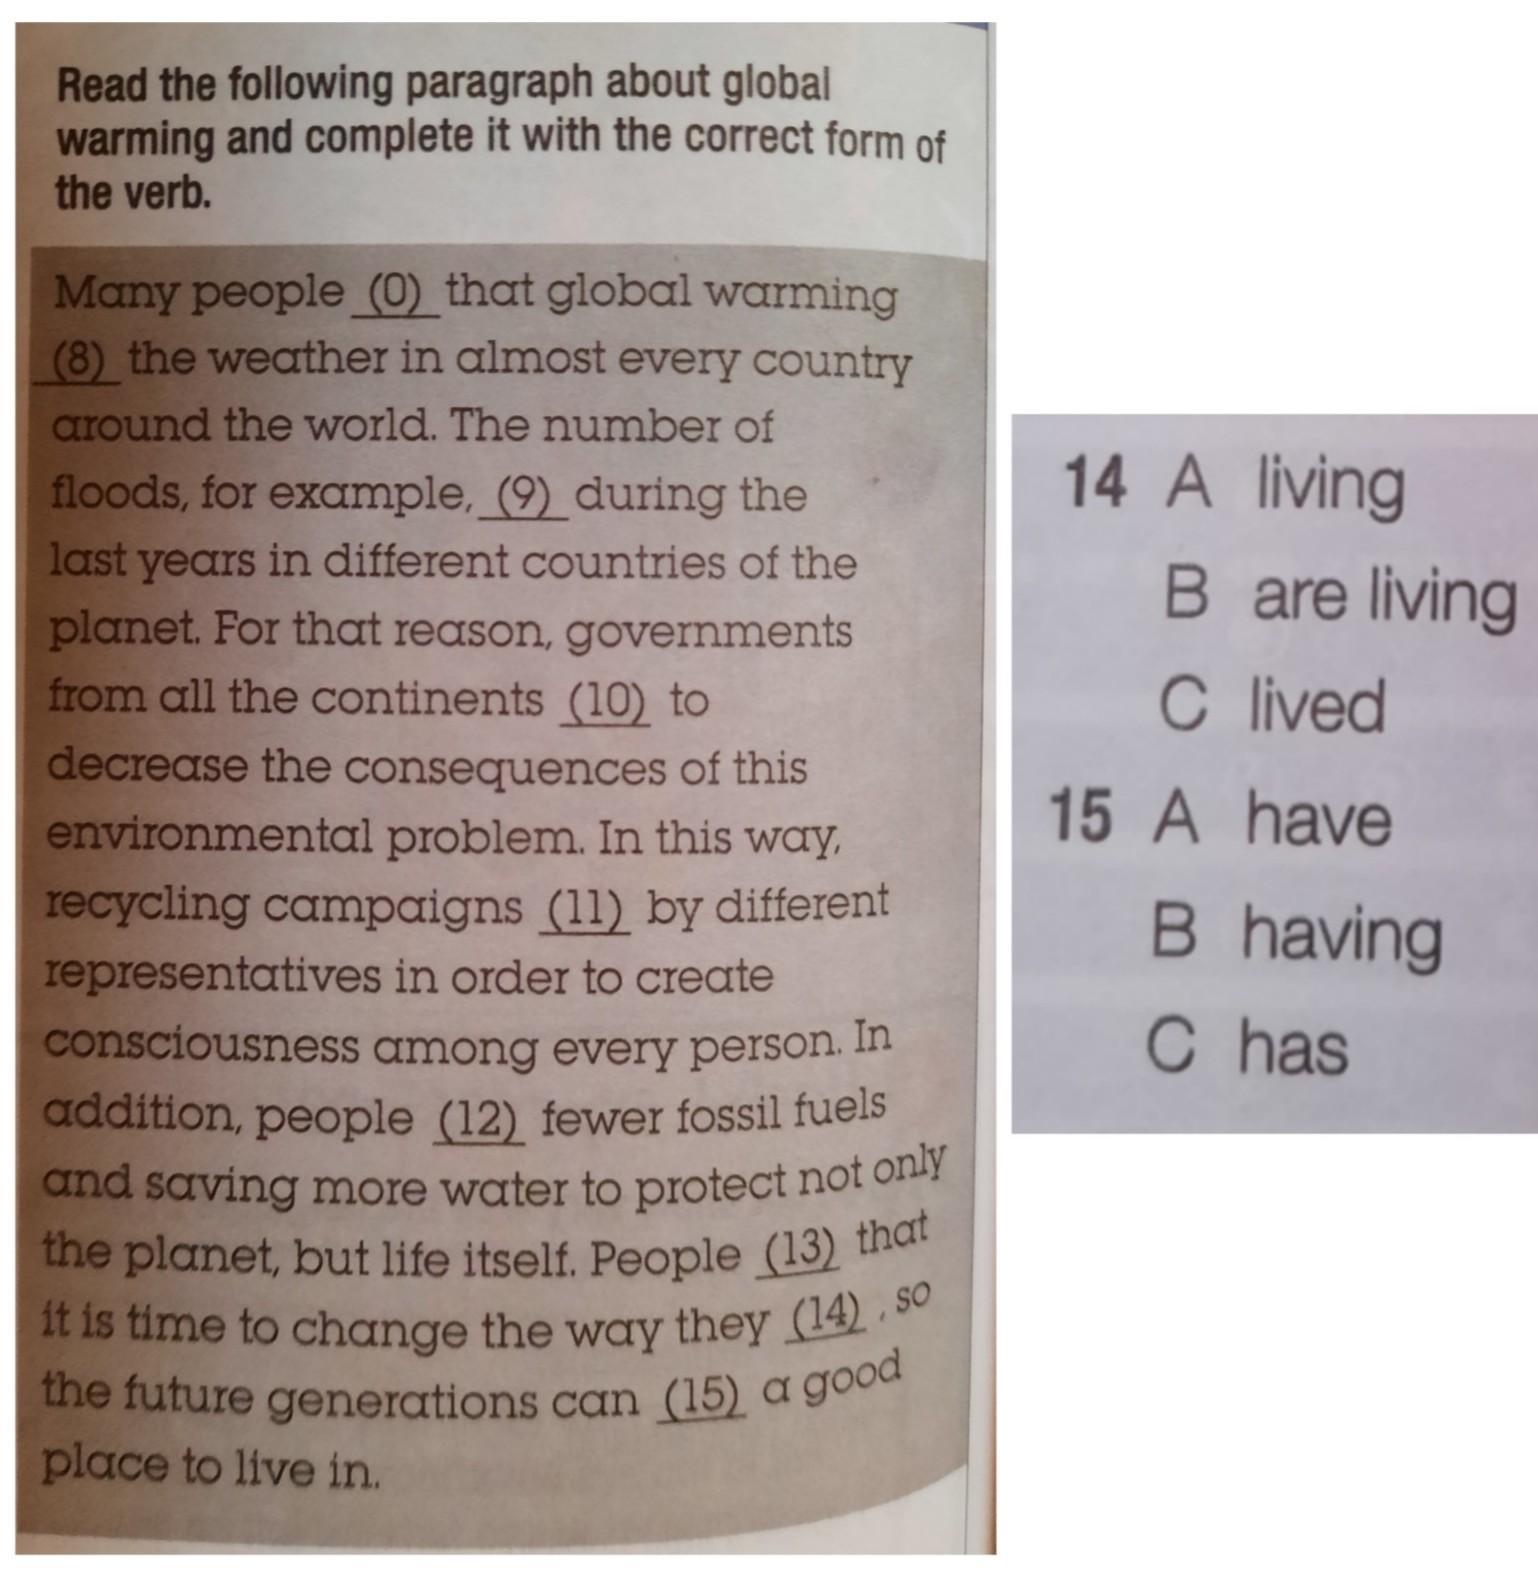 Read the following paragraph about global
warming and complete it with the correct form of
the verb.
Many people (0) that global warming
(8) the weather in almost every country
around the world. The number of
floods, for example, (9) during the
last years in different countries of the
planet. For that reason, governments
from all the continents (10) to
decrease the consequences of this
environmental problem. In this way,
recycling campaigns (11) by different
representatives in order to create
consciousness among every person. In
addition, people (12) fewer fossil fuels
and saving more water to protect not only
the planet, but life itself. People (13) that
it is time to change the way they (14), so
the future generations can (15) a good
place to live in.
14 A living
B are living
C lived
15 A have
B having
C has